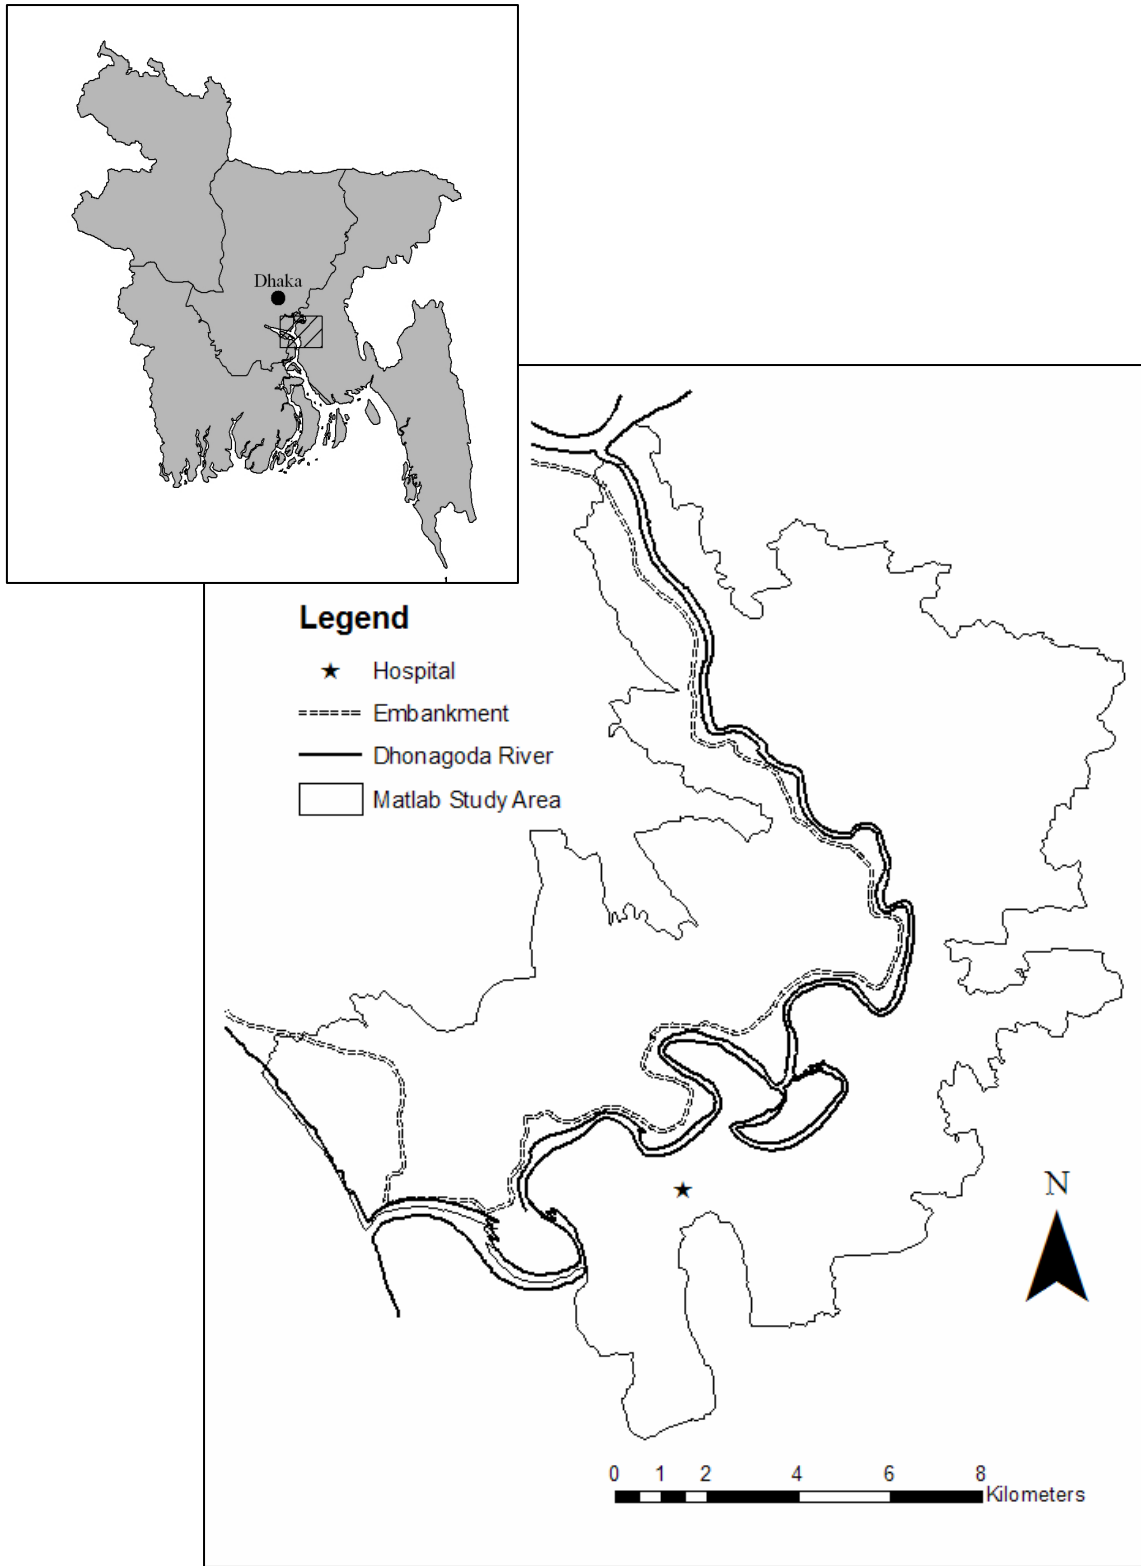 Dhaka
Legend
Hospital
Embankment
Dhonagoda River
Matlab Study Area
N
0 1 2 4 6 8
Kilometers